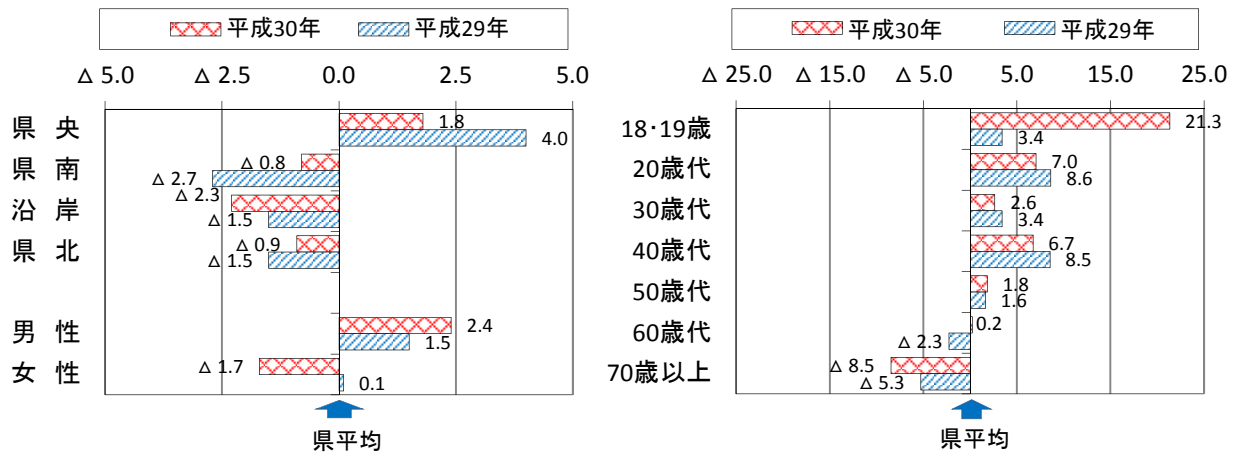 平成30年 平成29年
△ 5.0 △ 2.5 0.0 2.5 5.0
県 央 1.8
4.0
県 南 △ 0.8
△ 2.7
沿 岸 △ 2.3
△ 1.5
県 北 △ 0.9
△ 1.5
男 性 2.4
1.5
女 性 △ 1.7
0.1
県平均
平成30年 平成29年
△ 25.0 △ 15.0 △ 5.0 5.0 15.0 25.0
18・19歳 21.3
3.4
20歳代 7.0
8.6
30歳代 2.6
3.4
40歳代 6.7
8.5
50歳代 1.8
1.6
60歳代 0.2
△ 2.3
70歳以上 △ 8.5
△ 5.3
県平均